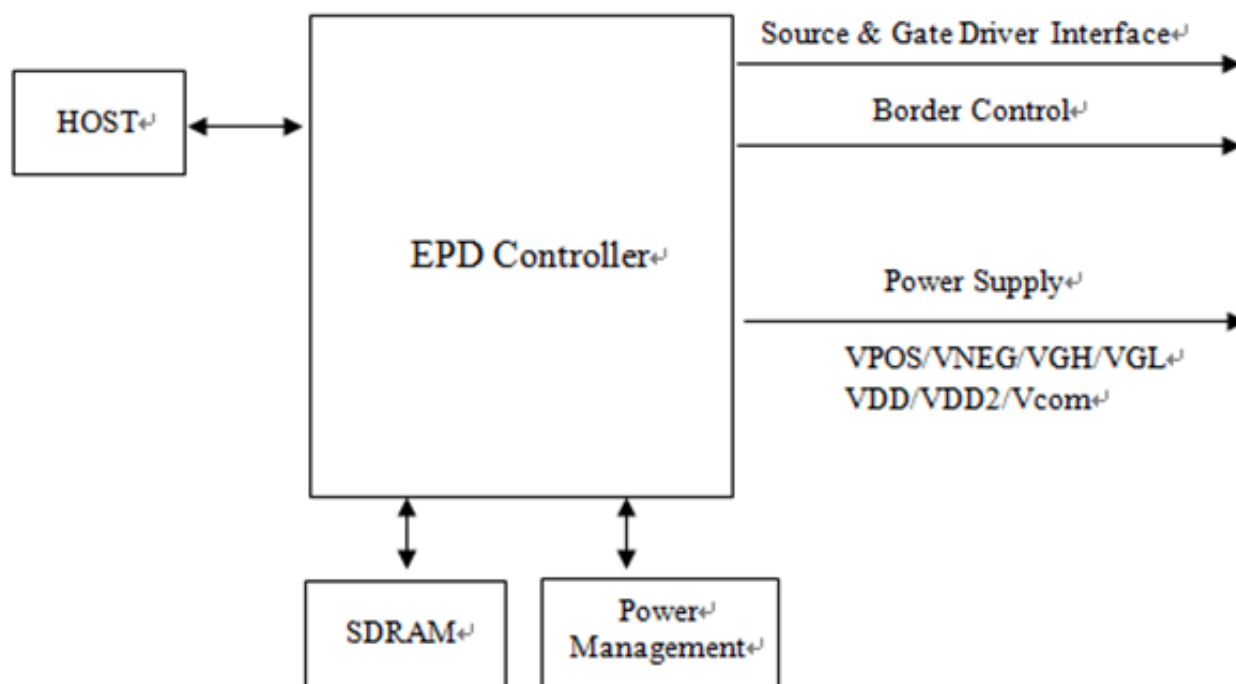 Source & Gate Driver Interface↵
HOST↵
Border Control↵
EPD Controller↵
Power Supply↵
VPOS/VNEG/VGH/VGL↵
VDD/VDD2/Vcom↵
SDRAM↵
Power↵
Management↵